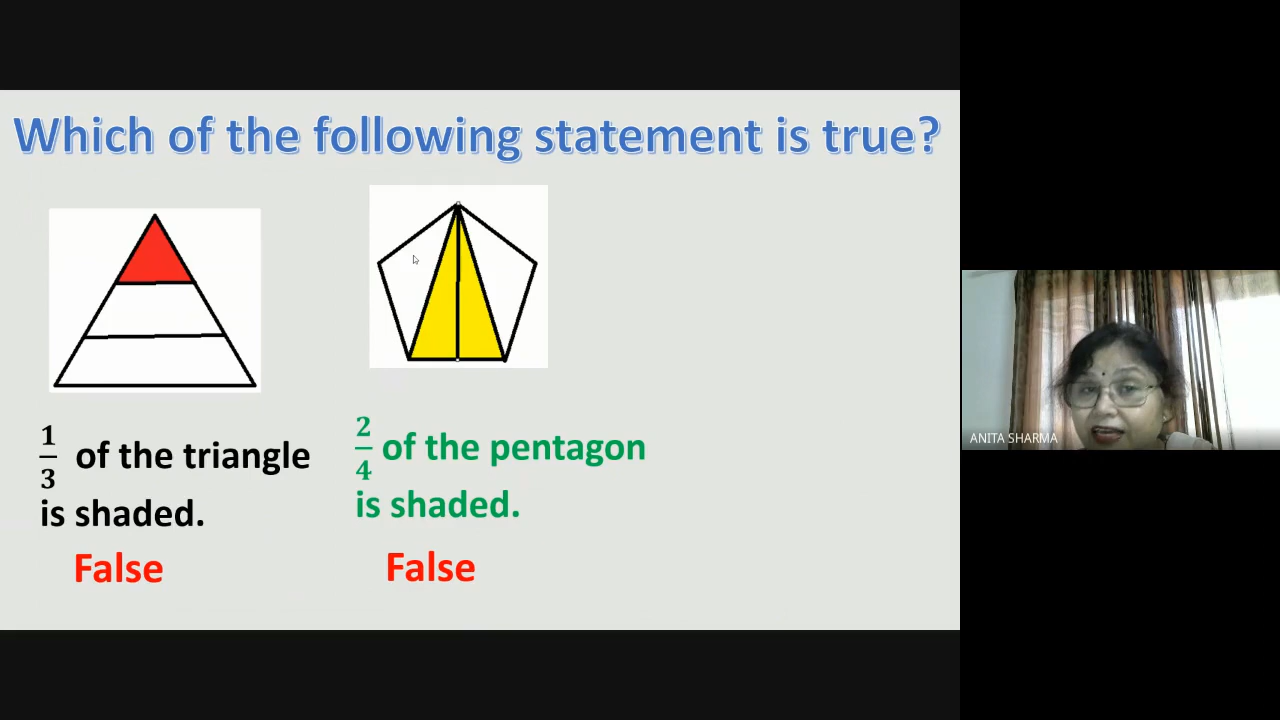 Which of the following statement is true?
1/3 of the triangle
is shaded.
False
2/4 of the pentagon
is shaded.
False
ANITA SHARMA